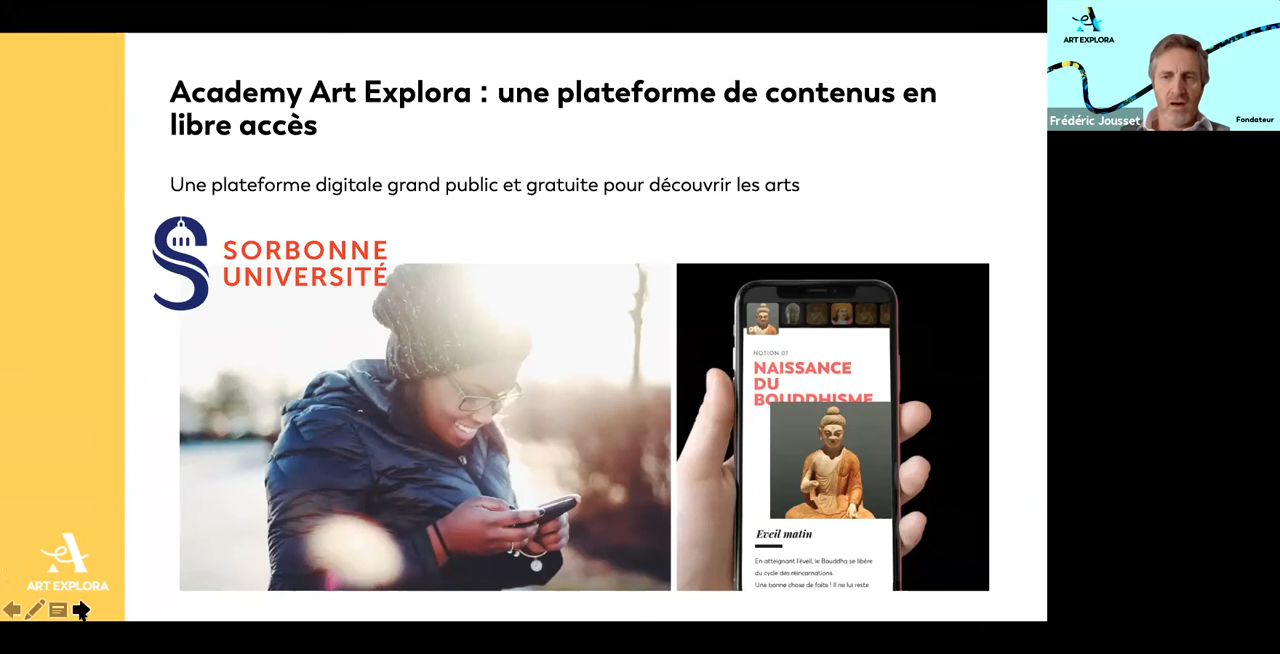 Academy Art Explora : une plateforme de contenus en
libre accès
Une plateforme digitale grand public et gratuite pour découvrir les arts
SORBONNE
UNIVERSITÉ
NOTION 01
NAISSANCE
DU
BOUDDHISME
Eveil matin
En atteignant l'éveil, le Bouddha se libère
du cycle des réincarnations.
Une bonne chose de faite ! Il ne lui reste
ART EXPLORA
ART EXPLORA
Frédéric Jousset
Fondateur